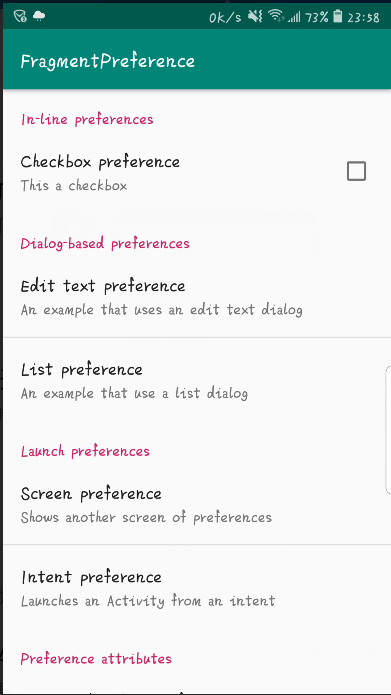 0K/s 73% 23:58
FragmentPreference
In-line preferences
Checkbox preference
This a checkbox
Dialog-based preferences
Edit text preference
An example that uses an edit text dialog
List preference
An example that use a list dialog
Launch preferences
Screen preference
Shows another screen of preferences
Intent preference
Launches an Activity from an intent
Preference attributes